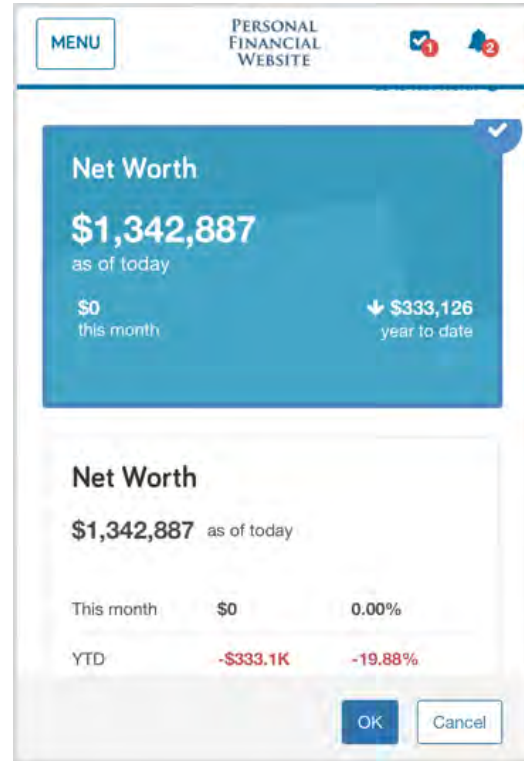 MENU
PERSONAL
FINANCIAL
WEBSITE
1
2
Net Worth
$1,342,887
as of today
$0
this month
$333,126
year to date
Net Worth
$1,342,887 as of today
This month $0 0.00%
YTD -$333.1K -19.88%
OK
Cancel